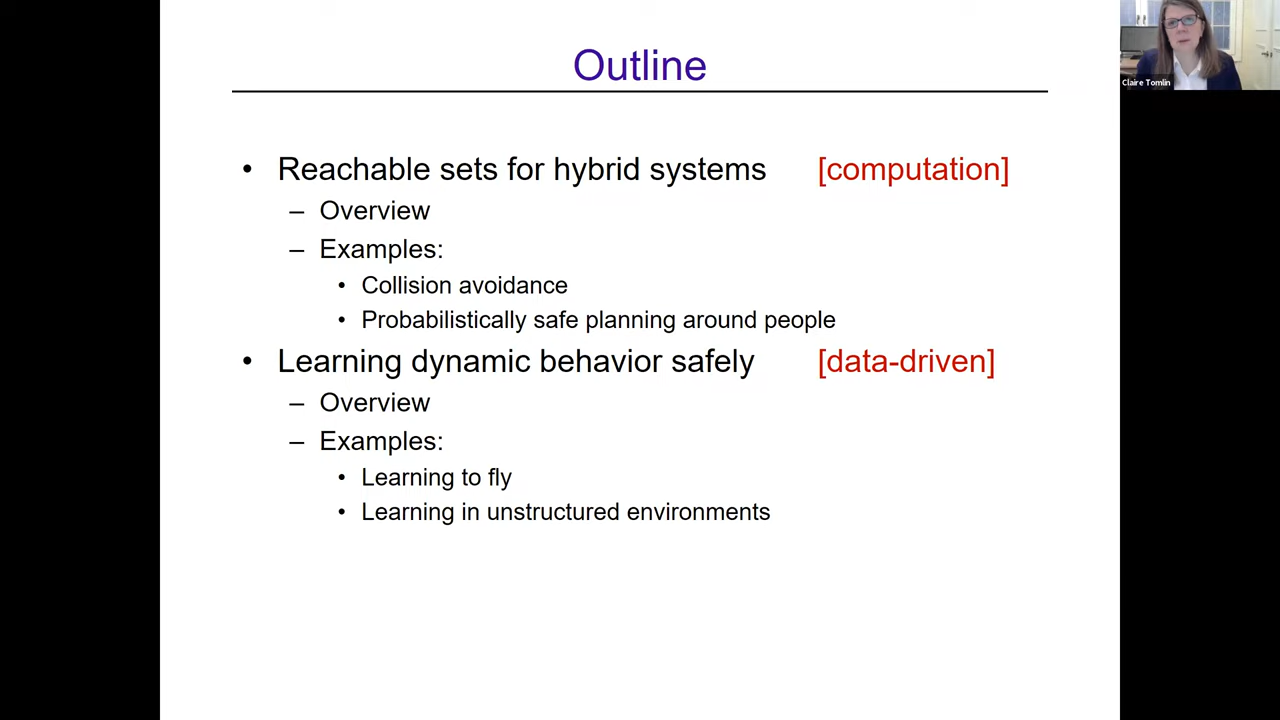 Outline
Claire Tomlin
• Reachable sets for hybrid systems [computation]
– Overview
– Examples:
• Collision avoidance
• Probabilistically safe planning around people
• Learning dynamic behavior safely [data-driven]
– Overview
– Examples:
• Learning to fly
• Learning in unstructured environments